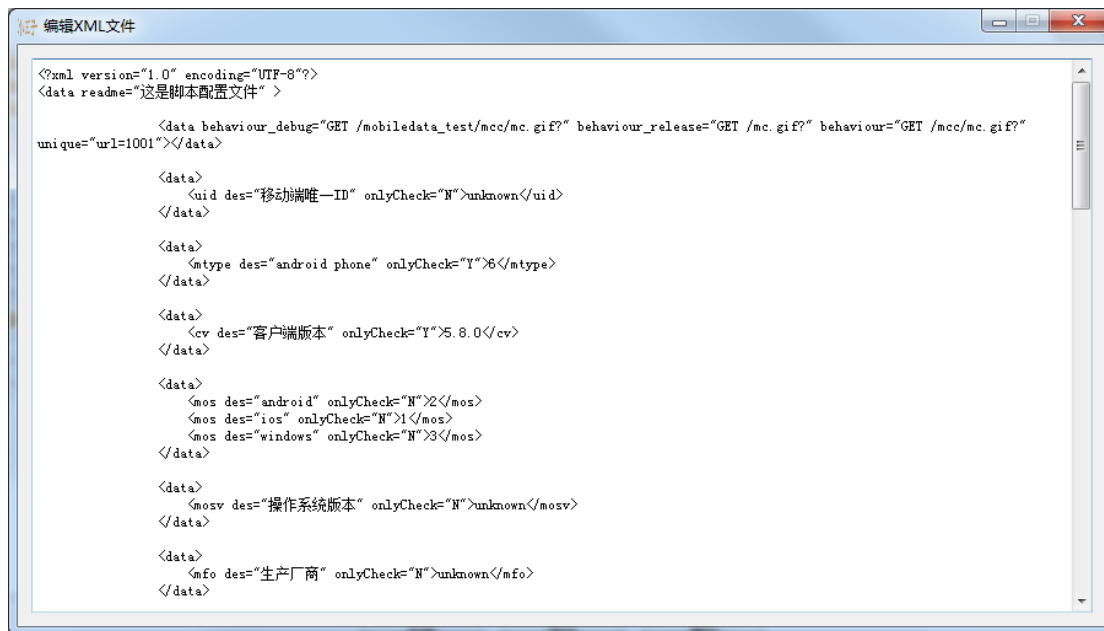 编辑XML文件
<?xml version="1.0" encoding="UTF-8"?>
<data readme="这是脚本配置文件" >
<data behaviour_debug="GET /mobiledata_test/mcc/mc.gif?" behaviour_release="GET /mc.gif?" behaviour="GET /mcc/mc.gif?"
unique="url=1001"></data>
<data>
<uid des="移动端唯一ID" onlyCheck="N">unknown</uid>
</data>
<data>
<mtype des="android phone" onlyCheck="Y">6</mtype>
</data>
<data>
<cv des="客户端版本" onlyCheck="Y">5.8.0</cv>
</data>
<data>
<mos des="android" onlyCheck="N">2</mos>
<mos des="ios" onlyCheck="N">1</mos>
<mos des="windows" onlyCheck="N">3</mos>
</data>
<data>
<mosv des="操作系统版本" onlyCheck="N">unknown</mosv>
</data>
<data>
<mfo des="生产厂商" onlyCheck="N">unknown</mfo>
</data>